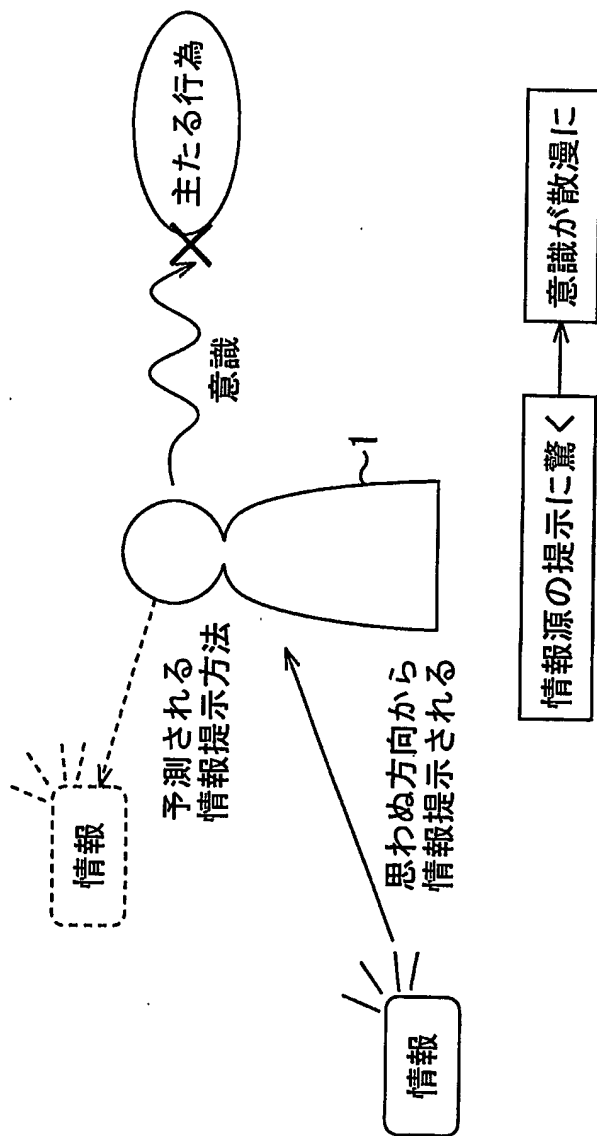 情報
予測される
情報提示方法
意識
主たる行為
1
思わぬ方向から
情報提示される
情報
情報源の提示に驚く
意識が散漫に